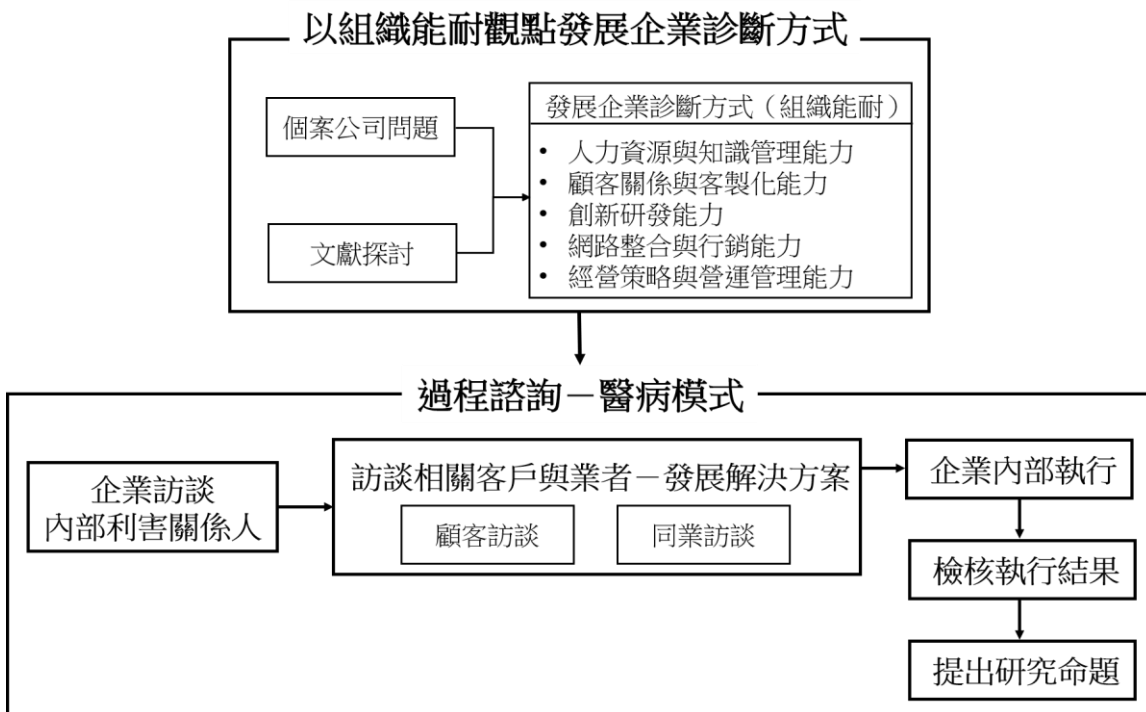 以組織能耐觀點發展企業診斷方式
個案公司問題
文獻探討
發展企業診斷方式（組織能耐）
• 人力資源與知識管理能力
• 顧客關係與客製化能力
• 創新研發能力
• 網路整合與行銷能力
• 經營策略與營運管理能力
過程諮詢－醫病模式
企業訪談
內部利害關係人
訪談相關客戶與業者－發展解決方案
顧客訪談
同業訪談
企業內部執行
檢核執行結果
提出研究命題